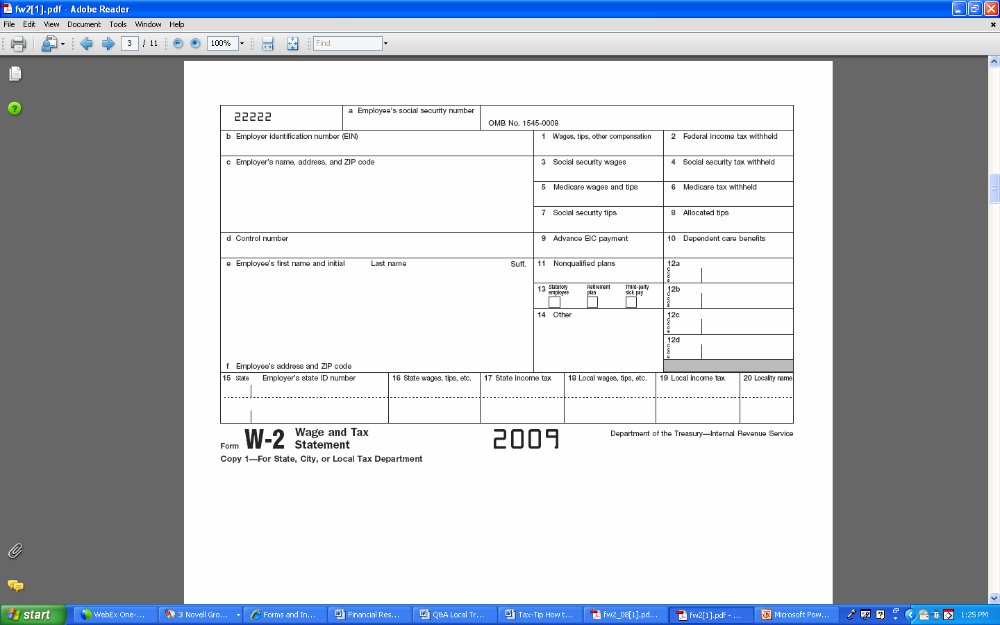 fw2[1].pdf - Adobe Reader
File Edit View Document Tools Window Help
3 / 11 100% Find
22222 a Employee's social security number
OMB No. 1545-0008
b Employer identification number (EIN) 1 Wages, tips, other compensation 2 Federal income tax withheld
c Employer's name, address, and ZIP code 3 Social security wages 4 Social security tax withheld
5 Medicare wages and tips 6 Medicare tax withheld
7 Social security tips 8 Allocated tips
d Control number 9 Advance EIC payment 10 Dependent care benefits
e Employee's first name and initial Last name Suff. 11 Nonqualified plans 12a
Code
13 Statutory employee Retirement plan Third-party sick pay 12b
Code
14 Other 12c
Code
12d
Code
f Employee's address and ZIP code
15 State Employer's state ID number 16 State wages, tips, etc. 17 State income tax 18 Local wages, tips, etc. 19 Local income tax 20 Locality name
Form W-2 Wage and Tax Statement 2009 Department of the Treasury—Internal Revenue Service
Copy 1—For State, City, or Local Tax Department
start WebEx One-... 3 Novell Gro... Forms and In... Financial Res... Q&A Local Tr... Tax-Tip How t... fw2_08[1].pd... fw2[1].pdf - ... Microsoft Pow... 1:25 PM